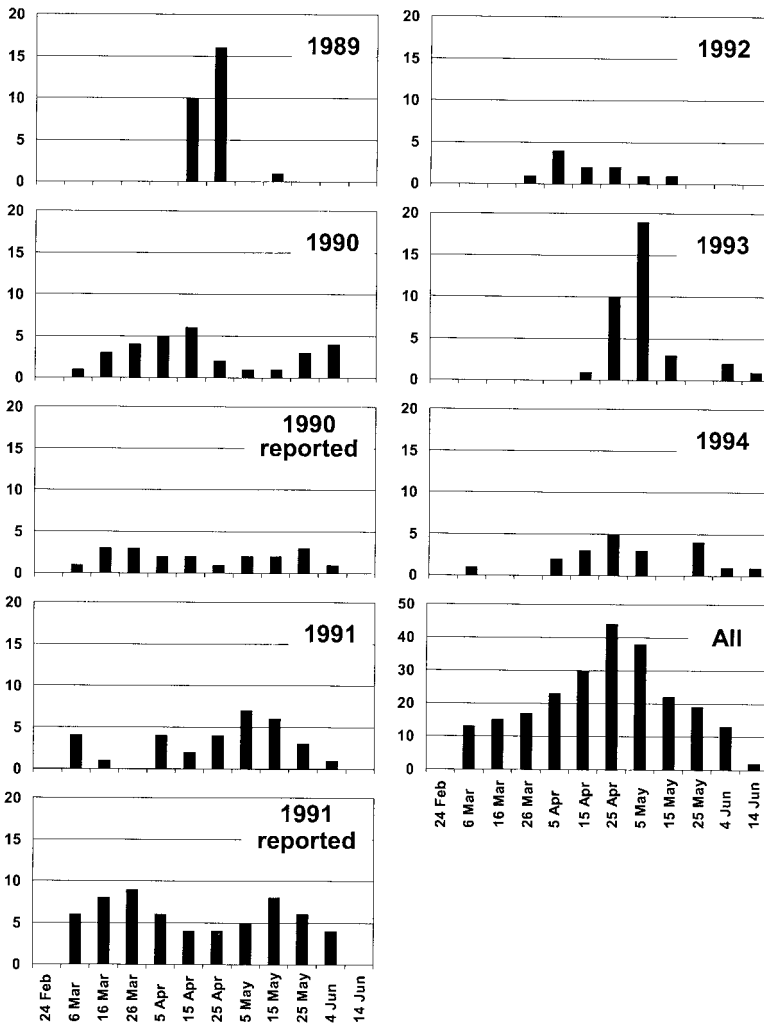 20
15
10
5
0
1989
20
15
10
5
0
1990
20
15
10
5
0
1990
reported
20
15
10
5
0
1991
20
15
10
5
0
1991
reported
24 Feb
6 Mar
16 Mar
26 Mar
5 Apr
15 Apr
25 Apr
5 May
15 May
25 May
4 Jun
14 Jun
20
15
10
5
0
1992
20
15
10
5
0
1993
20
15
10
5
0
1994
50
40
30
20
10
0
All
24 Feb
6 Mar
16 Mar
26 Mar
5 Apr
15 Apr
25 Apr
5 May
15 May
25 May
4 Jun
14 Jun